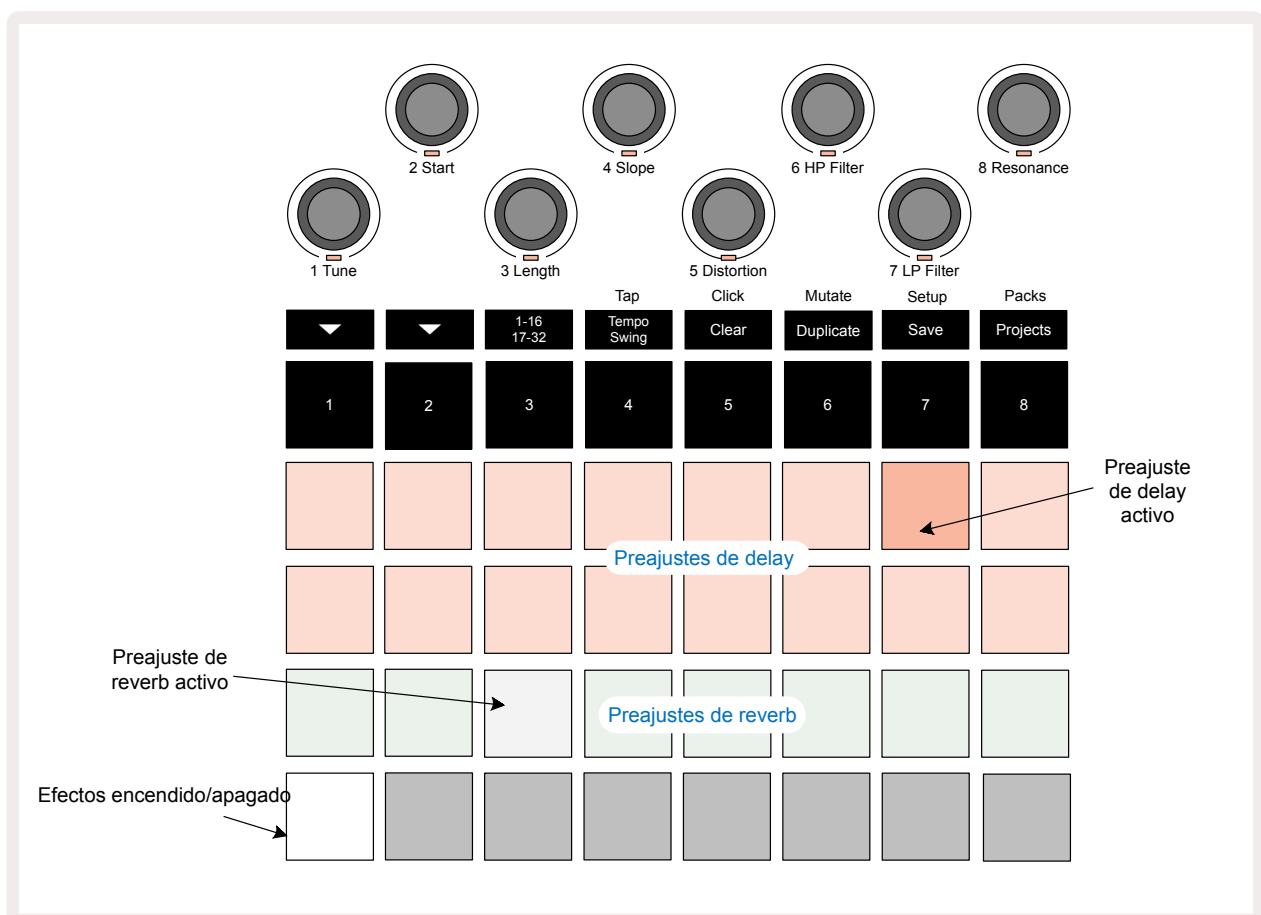 2 Start
4 Slope
6 HP Filter
8 Resonance
1 Tune
3 Length
5 Distortion
7 LP Filter
Tap
Click
Mutate
Setup
Packs
1-16
17-32
Tempo
Swing
Clear
Duplicate
Save
Projects
1
2
3
4
5
6
7
8
Preajuste
de delay
activo
Preajustes de delay
Preajuste de
reverb activo
Preajustes de reverb
Efectos encendido/apagado